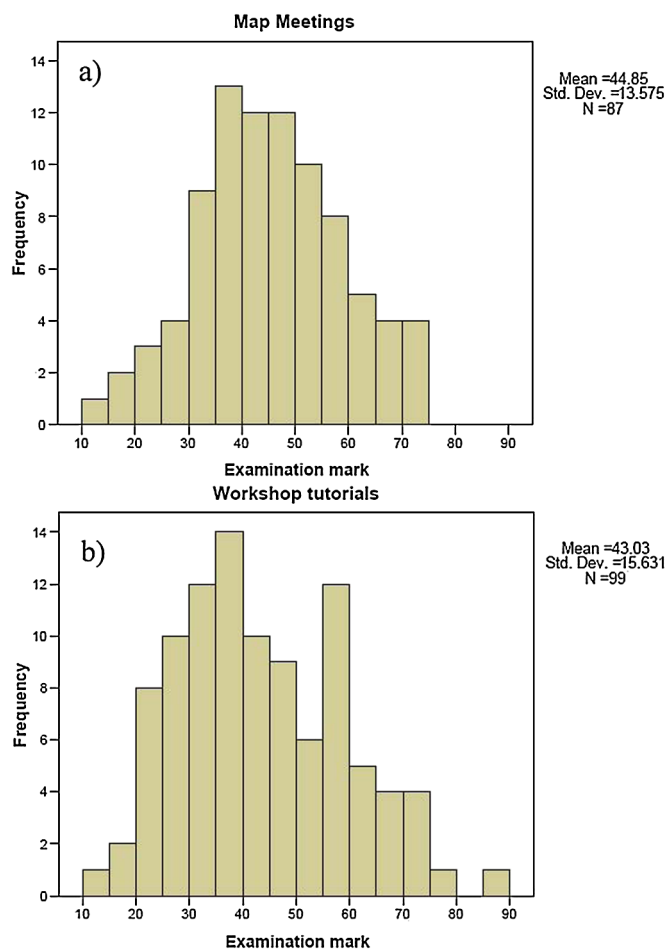 Map Meetings
a)
14
12
10
8
6
4
2
0
Frequency
10 20 30 40 50 60 70 80 90
Examination mark
Mean =44.85
Std. Dev. =13.575
N =87
Workshop tutorials
b)
14
12
10
8
6
4
2
0
Frequency
10 20 30 40 50 60 70 80 90
Examination mark
Mean =43.03
Std. Dev. =15.631
N =99